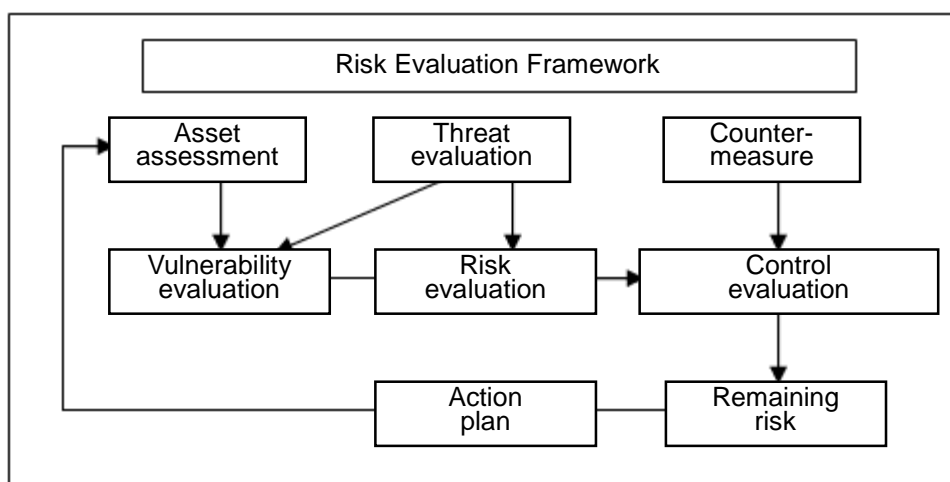 Risk Evaluation Framework
Asset
assessment
Threat
evaluation
Counter-
measure
Vulnerability
evaluation
Risk
evaluation
Control
evaluation
Action
plan
Remaining
risk